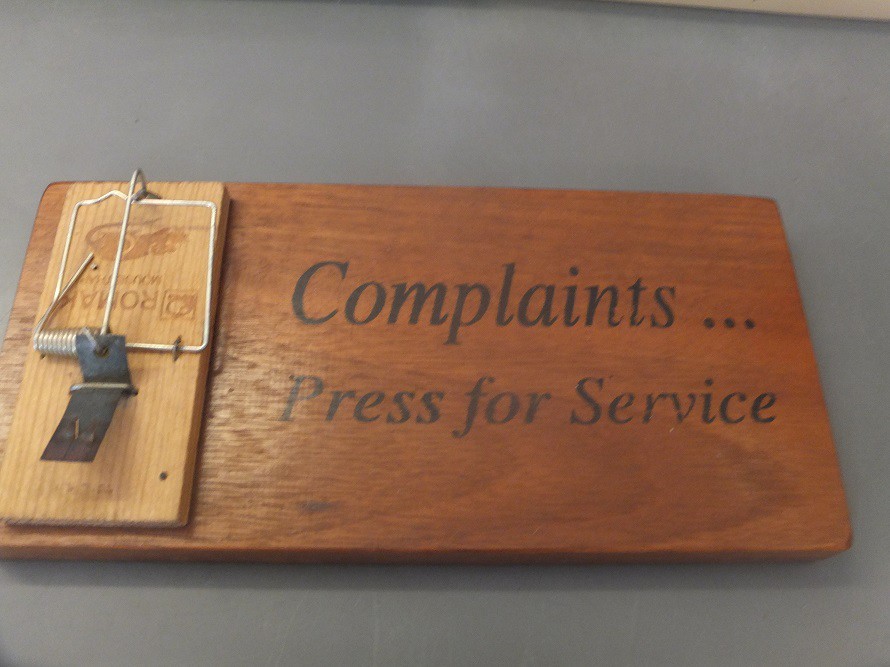 Complaints ...
Press for Service